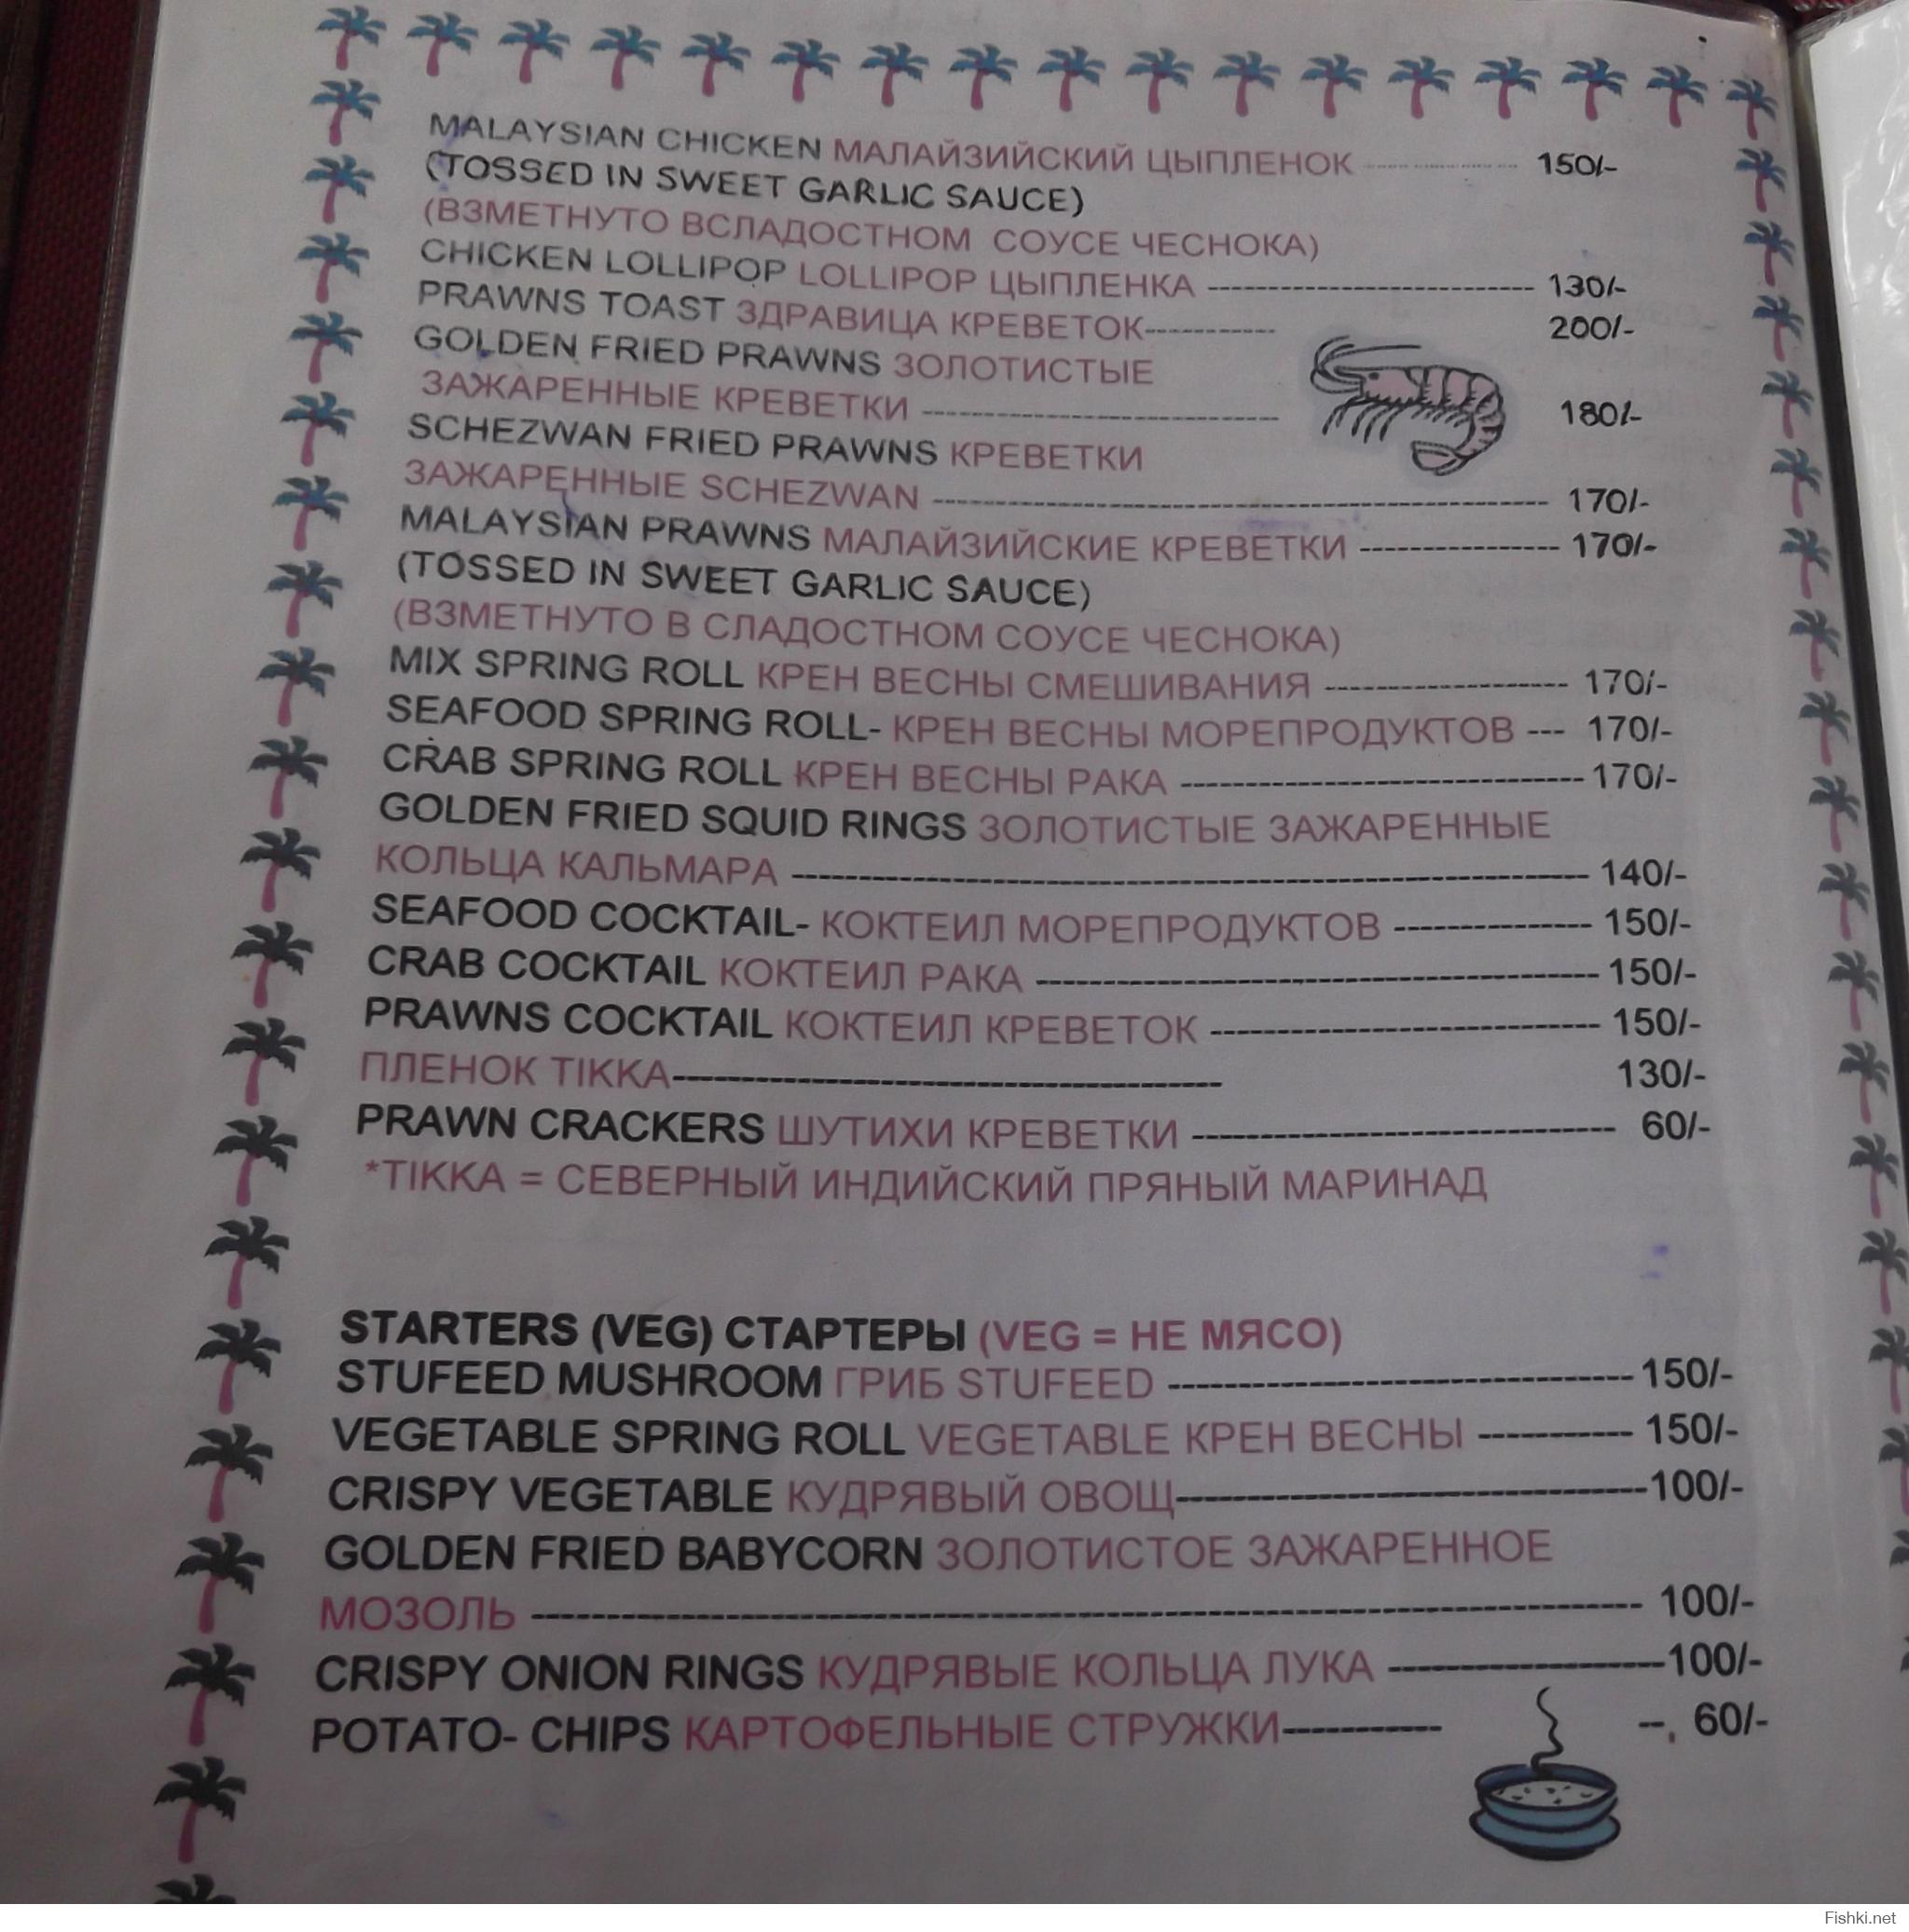 MALAYSIAN CHICKEN МАЛАЙЗИЙСКИЙ ЦЫПЛЕНОК ---------------- 150/-
(TOSSED IN SWEET GARLIC SAUCE)
(ВЗМЕТНУТО ВСЛАДОСТНОМ СОУСЕ ЧЕСНОКА)
CHICKEN LOLLIPOP LOLLIPOP ЦЫПЛЕНКА ---------------------------- 130/-
PRAWNS TOAST ЗДРАВИЦА КРЕВЕТОК----------- 200/-
GOLDEN FRIED PRAWNS ЗОЛОТИСТЫЕ
ЗАЖАРЕННЫЕ КРЕВЕТКИ ------------------------------ 180/-
SCHEZWAN FRIED PRAWNS КРЕВЕТКИ
ЗАЖАРЕННЫЕ SCHEZWAN ---------------------------------------------------- 170/-
MALAYSIAN PRAWNS МАЛАЙЗИЙСКИЕ КРЕВЕТКИ ---------------- 170/-
(TOSSED IN SWEET GARLIC SAUCE)
(ВЗМЕТНУТО В СЛАДОСТНОМ СОУСЕ ЧЕСНОКА)
MIX SPRING ROLL КРЕН ВЕСНЫ СМЕШИВАНИЯ ------------------- 170/-
SEAFOOD SPRING ROLL- КРЕН ВЕСНЫ МОРЕПРОДУКТОВ --- 170/-
CRAB SPRING ROLL КРЕН ВЕСНЫ РАКА -------------------------------- 170/-
GOLDEN FRIED SQUID RINGS ЗОЛОТИСТЫЕ ЗАЖАРЕННЫЕ
КОЛЬЦА КАЛЬМАРА ------------------------------------------------------------- 140/-
SEAFOOD COCKTAIL- КОКТЕИЛ МОРЕПРОДУКТОВ --------------- 150/-
CRAB COCKTAIL КОКТЕИЛ РАКА ------------------------------------------ 150/-
PRAWNS COCKTAIL КОКТЕИЛ КРЕВЕТОК ----------------------------- 150/-
ПЛЕНОК TIKKA---------------------------------------- 130/-
PRAWN CRACKERS ШУТИХИ КРЕВЕТКИ ------------------------------- 60/-
*TIKKA = СЕВЕРНЫЙ ИНДИЙСКИЙ ПРЯНЫЙ МАРИНАД
STARTERS (VEG) СТАРТЕРЫ (VEG = НЕ МЯСО)
STUFEED MUSHROOM ГРИБ STUFEED --------------------------------- 150/-
VEGETABLE SPRING ROLL VEGETABLE КРЕН ВЕСНЫ ----------- 150/-
CRISPY VEGETABLE КУДРЯВЫЙ ОВОЩ--------------------------------100/-
GOLDEN FRIED BABYCORN ЗОЛОТИСТОЕ ЗАЖАРЕННОЕ
МОЗОЛЬ --------------------------------------------------------------------------- 100/-
CRISPY ONION RINGS КУДРЯВЫЕ КОЛЬЦА ЛУКА ------------------100/-
POTATO- CHIPS КАРТОФЕЛЬНЫЕ СТРУЖКИ----------- --, 60/-
Fishki.net